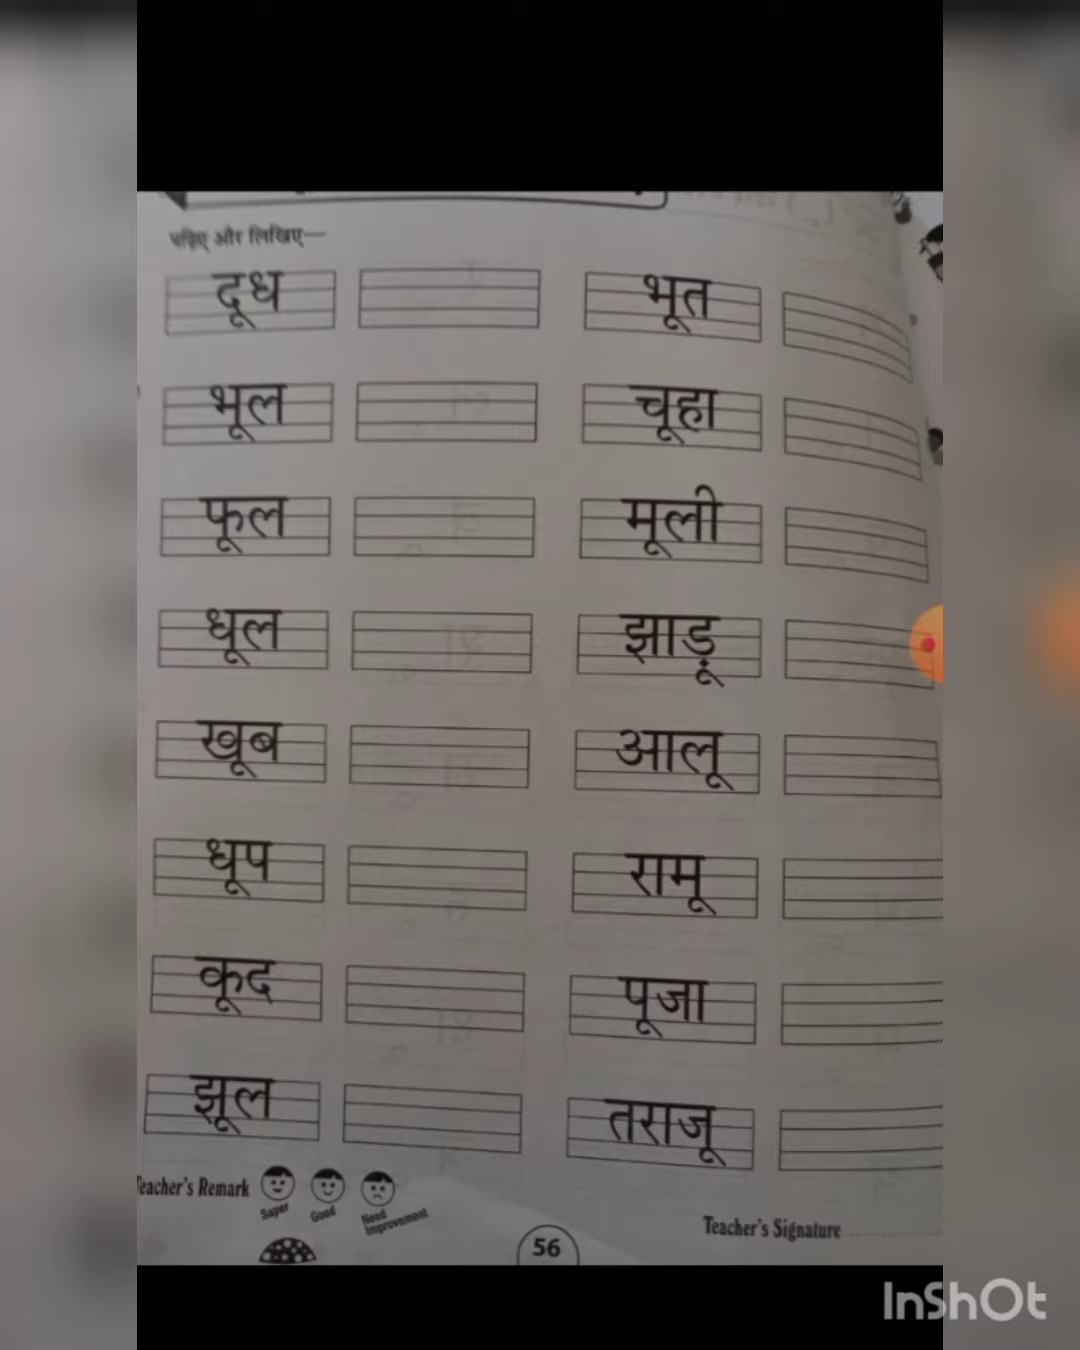 पढ़िए और लिखिए—
दूध भूत
भूल चूहा
फूल मूली
धूल झाड़ू
खूब आलू
धूप रामू
कूद पूजा
झूल तराजू
Teacher's Remark
Super Good Need Improvement
Teacher's Signature
56
InShOt